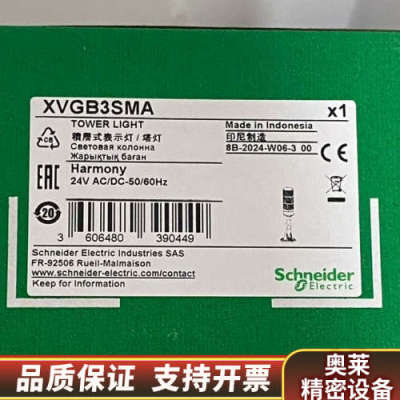 XVGB3SMA
x1
TOWER LIGHT
積層式表示灯 / 塔灯
Световая колонна
Жарықтық баған
Harmony
24V AC/DC-50/60Hz
Made in Indonesia
印尼制造
8B-2024-W06-3 00
CE
EAC
20
3 606480 390449
Schneider Electric Industries SAS
FR-92506 Rueil-Malmaison
www.schneider-electric.com/contact
Keep for Information
Schneider
Electric
品质保证 支持开票
奥莱
精密设备